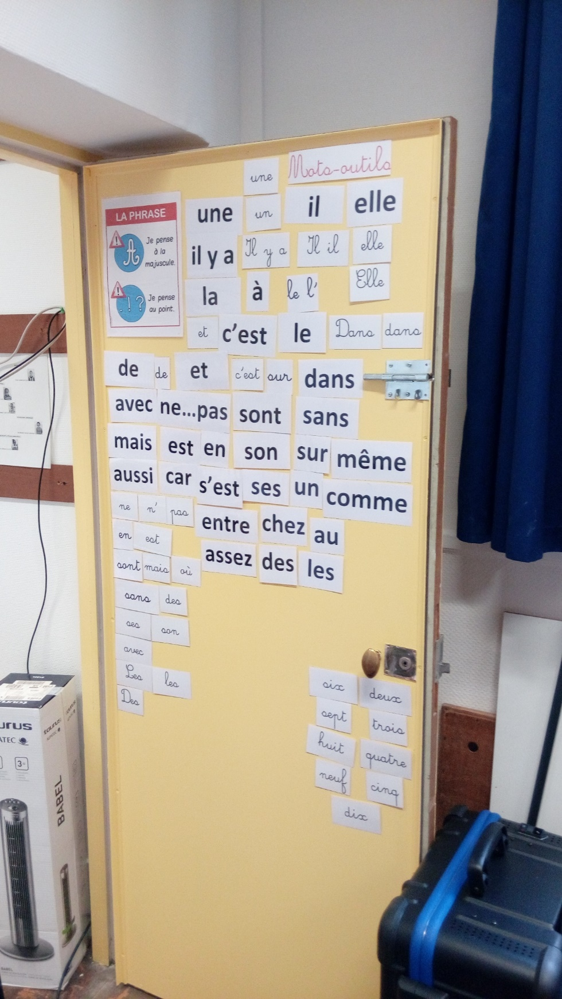 Mots-outils
une
LA PHRASE
Je pense
à la
majuscule.
. ! ?
Je pense
au point.
une un il elle
il y a Il y a Il il elle
la à le l' Elle
et c'est le Dans dans
de de et c'est sur dans
avec ne...pas sont sans
mais est en son sur même
aussi car s'est ses un comme
ne n' pas entre chez au
en est
assez des les
sont mais où
sans des
ses son
avec
Les les
Des
six deux
sept trois
huit quatre
neuf cinq
dix
taurus
BABEL